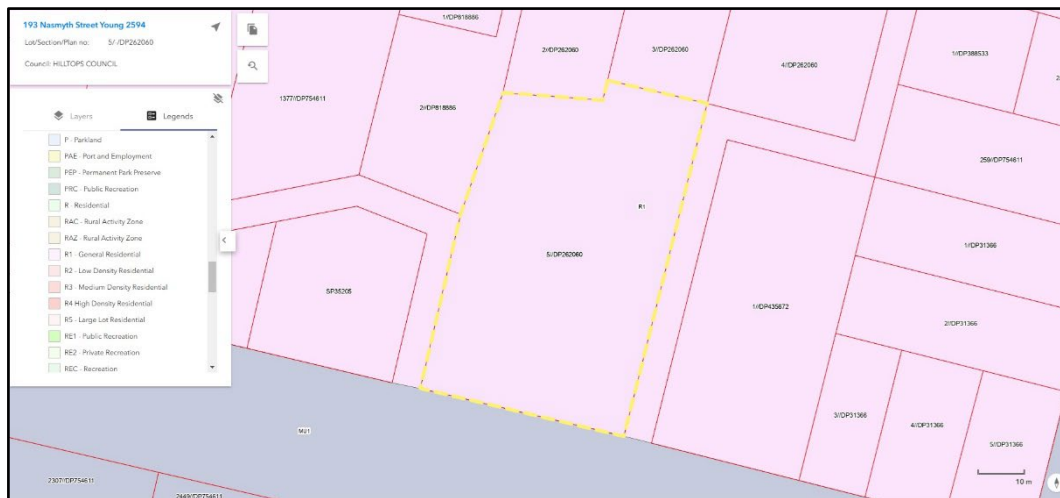 193 Nasmyth Street Young 2594
Lot/Section/Plan no: 5/-/DP262060
Council: HILLTOPS COUNCIL
Layers
Legends
P - Parkland
PAE - Port and Employment
PEP - Permanent Park Preserve
PRC - Public Recreation
R - Residential
RAC - Rural Activity Zone
RAZ - Rural Activity Zone
R1 - General Residential
R2 - Low Density Residential
R3 - Medium Density Residential
R4 High Density Residential
R5 - Large Lot Residential
RE1 - Public Recreation
RE2 - Private Recreation
REC - Recreation
1//DP818886
2//DP262060
3//DP262060
4//DP262060
1//DP388533
1377//DP754611
2//DP818886
259//DP754611
R1
5//DP262060
1//DP31366
SP35205
1//DP435672
2//DP31366
3//DP31366
4//DP31366
5//DP31366
MU1
2307//DP754611
2449//DP754611
10 m